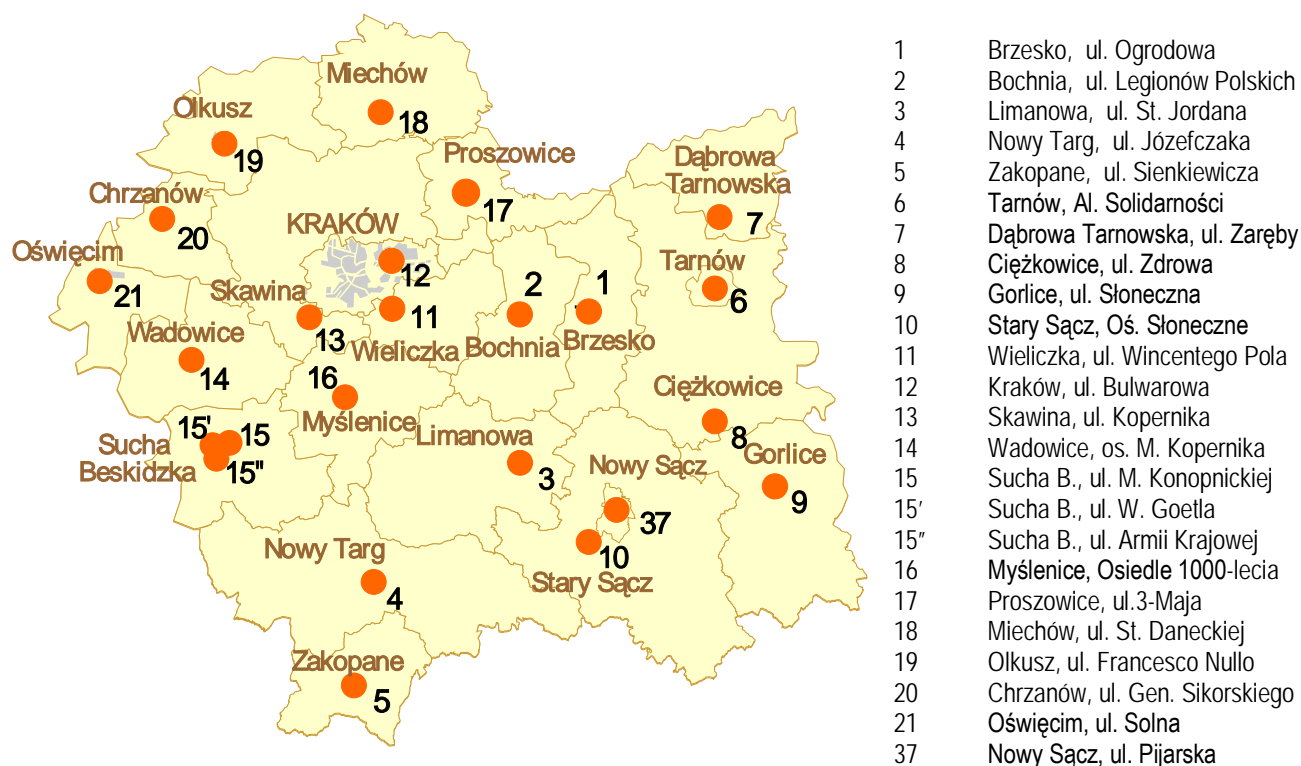 Miechów
18
Olkusz
19
Proszowice
17
Dąbrowa
Tarnowska
7
Chrzanów
20
KRAKÓW
12
Oświęcim
21
Tarnów
6
Skawina
13
11
Wieliczka
2
Bochnia
1
Brzesko
Wadowice
14
16
Myślenice
Ciężkowice
8
15'
15
15"
Sucha
Beskidzka
Limanowa
3
Nowy Sącz
37
Gorlice
9
10
Stary Sącz
Nowy Targ
4
Zakopane
5
1 Brzesko, ul. Ogrodowa
2 Bochnia, ul. Legionów Polskich
3 Limanowa, ul. St. Jordana
4 Nowy Targ, ul. Józefczaka
5 Zakopane, ul. Sienkiewicza
6 Tarnów, Al. Solidarności
7 Dąbrowa Tarnowska, ul. Zaręby
8 Ciężkowice, ul. Zdrowa
9 Gorlice, ul. Słoneczna
10 Stary Sącz, Oś. Słoneczne
11 Wieliczka, ul. Wincentego Pola
12 Kraków, ul. Bulwarowa
13 Skawina, ul. Kopernika
14 Wadowice, os. M. Kopernika
15 Sucha B., ul. M. Konopnickiej
15′ Sucha B., ul. W. Goetla
15″ Sucha B., ul. Armii Krajowej
16 Myślenice, Osiedle 1000-lecia
17 Proszowice, ul.3-Maja
18 Miechów, ul. St. Daneckiej
19 Olkusz, ul. Francesco Nullo
20 Chrzanów, ul. Gen. Sikorskiego
21 Oświęcim, ul. Solna
37 Nowy Sącz, ul. Pijarska